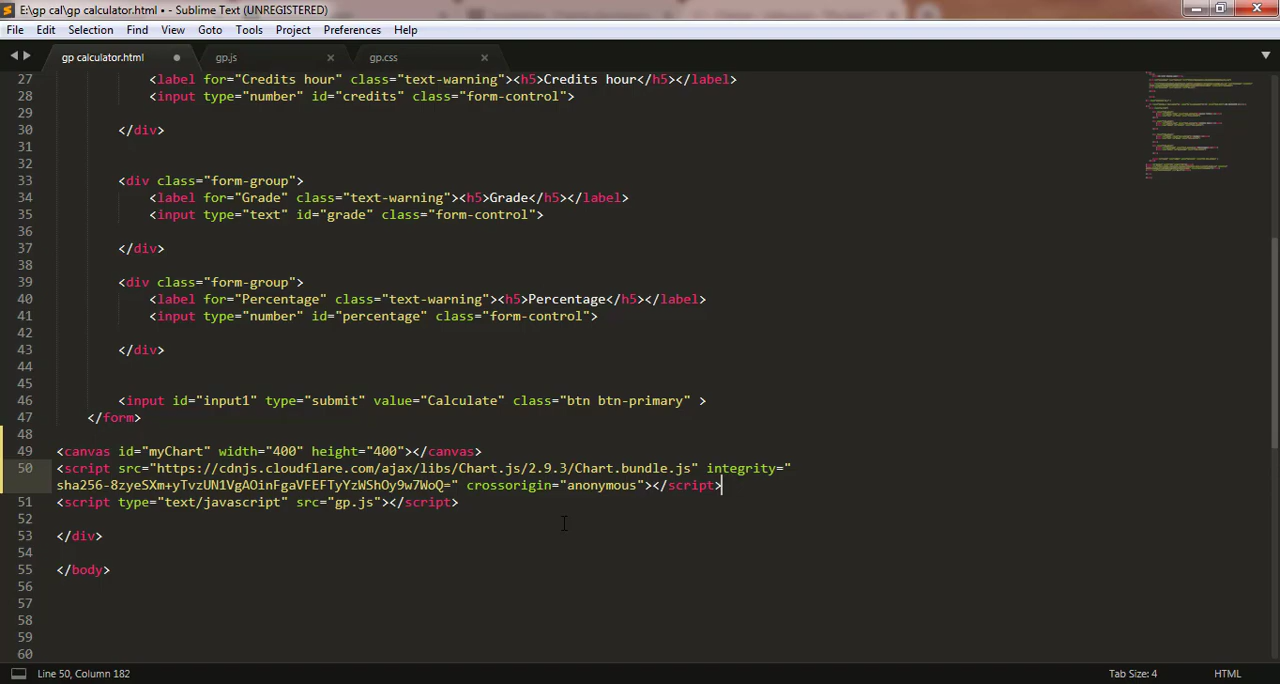 E:\gp cal\gp calculator.html • - Sublime Text (UNREGISTERED)
File Edit Selection Find View Goto Tools Project Preferences Help
gp calculator.html gp.js gp.css
27 <label for="Credits hour" class="text-warning"><h5>Credits hour</h5></label>
28 <input type="number" id="credits" class="form-control">
29
30 </div>
31
32
33 <div class="form-group">
34 <label for="Grade" class="text-warning"><h5>Grade</h5></label>
35 <input type="text" id="grade" class="form-control">
36
37 </div>
38
39 <div class="form-group">
40 <label for="Percentage" class="text-warning"><h5>Percentage</h5></label>
41 <input type="number" id="percentage" class="form-control">
42
43 </div>
44
45
46 <input id="input1" type="submit" value="Calculate" class="btn btn-primary" >
47 </form>
48
49 <canvas id="myChart" width="400" height="400"></canvas>
50 <script src="https://cdnjs.cloudflare.com/ajax/libs/Chart.js/2.9.3/Chart.bundle.js" integrity="
sha256-8zyeSXm+yTvzUN1VgAOinFgaVFEFTyYzWShOy9w7WoQ=" crossorigin="anonymous"></script>
51 <script type="text/javascript" src="gp.js"></script>
52
53 </div>
54
55 </body>
56
57
58
59
60
Line 50, Column 182 Tab Size: 4 HTML